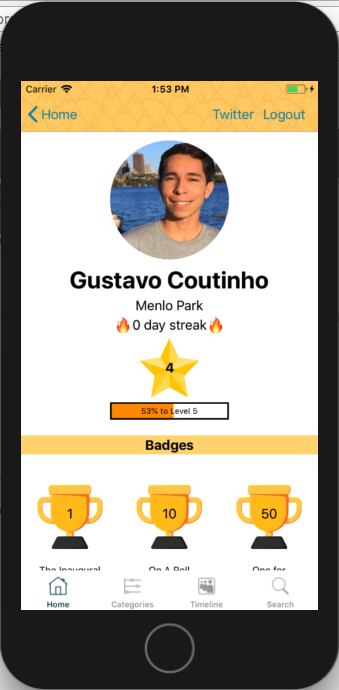 Carrier 1:53 PM
Home Twitter Logout
Gustavo Coutinho
Menlo Park
0 day streak
4
53% to Level 5
Badges
1 10 50
The Inaugural On A Roll One for
Home Categories Timeline Search